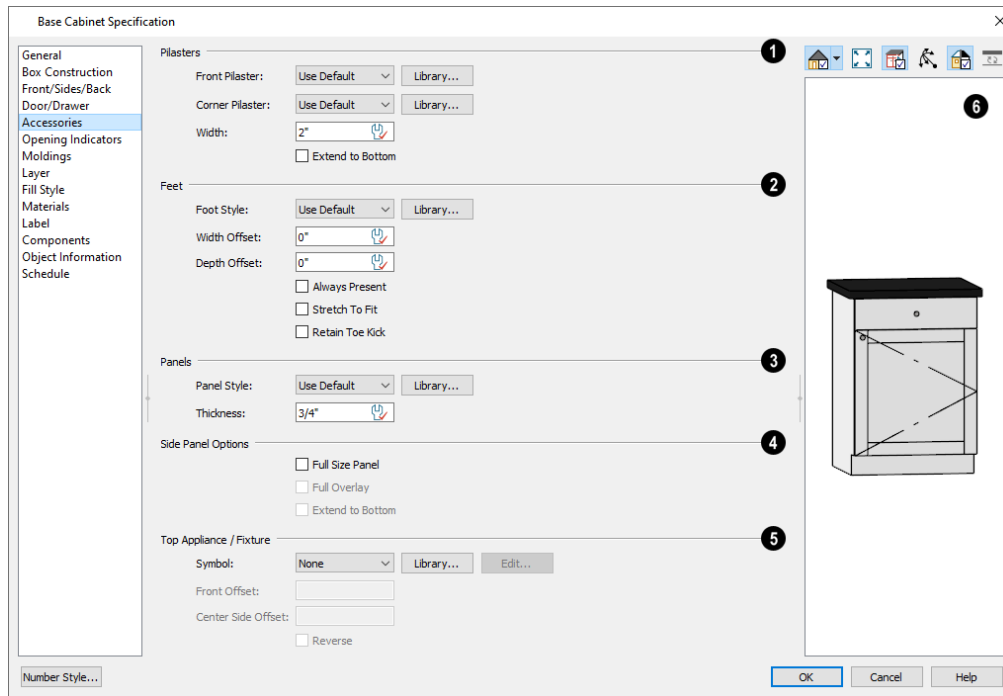 Base Cabinet Specification
General
Box Construction
Front/Sides/Back
Door/Drawer
Accessories
Opening Indicators
Moldings
Layer
Fill Style
Materials
Label
Components
Object Information
Schedule
Pilasters 1
Front Pilaster: Use Default Library...
Corner Pilaster: Use Default Library...
Width: 2"
Extend to Bottom
Feet 2
Foot Style: Use Default Library...
Width Offset: 0"
Depth Offset: 0"
Always Present
Stretch To Fit
Retain Toe Kick
Panels 3
Panel Style: Use Default Library...
Thickness: 3/4"
Side Panel Options 4
Full Size Panel
Full Overlay
Extend to Bottom
Top Appliance / Fixture 5
Symbol: None Library... Edit...
Front Offset:
Center Side Offset:
Reverse
6
Number Style... OK Cancel Help